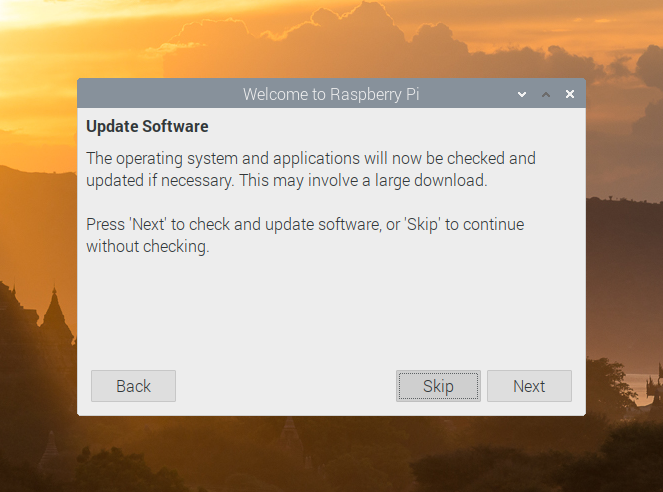 Welcome to Raspberry Pi
Update Software
The operating system and applications will now be checked and
updated if necessary. This may involve a large download.
Press 'Next' to check and update software, or 'Skip' to continue
without checking.
Back
Skip
Next